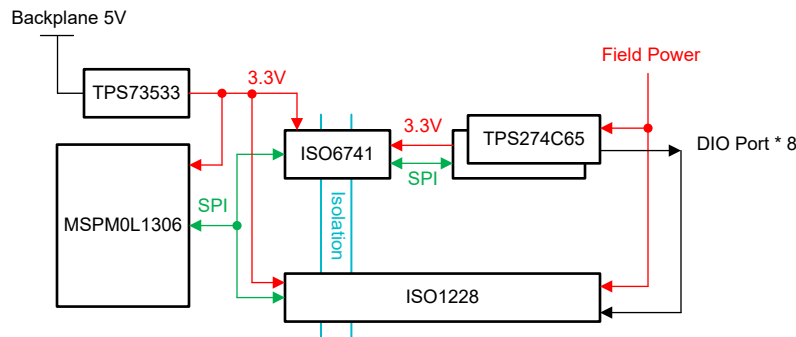 Backplane 5V
Field Power
3.3V
TPS73533
3.3V
TPS274C65
DIO Port * 8
ISO6741
SPI
SPI
MSPM0L1306
Isolation
ISO1228